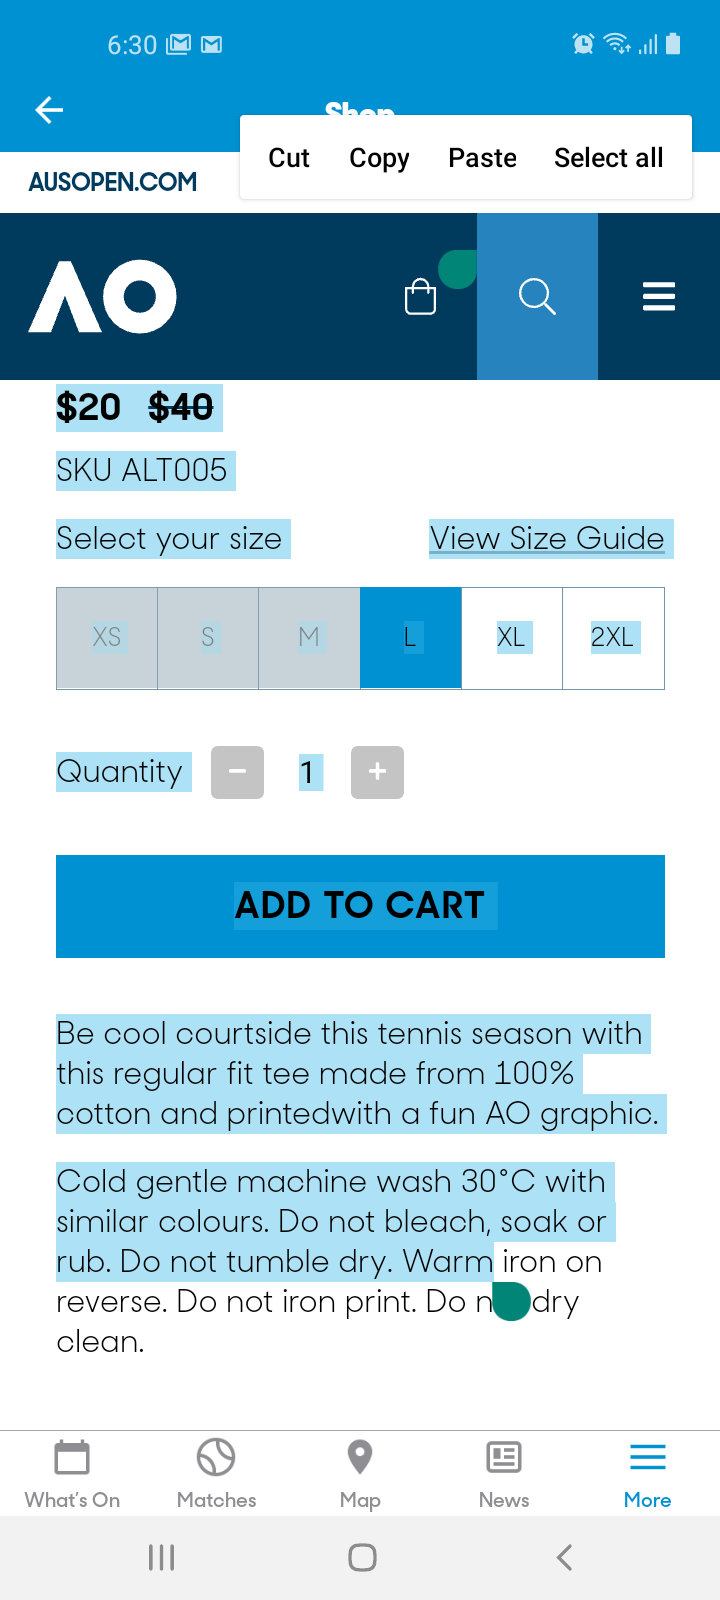 6:30
Shop
Cut Copy Paste Select all
AUSOPEN.COM
AO
$20 $40
SKU ALT005
Select your size View Size Guide
XS S M L XL 2XL
Quantity 1
ADD TO CART
Be cool courtside this tennis season with
this regular fit tee made from 100%
cotton and printedwith a fun AO graphic.
Cold gentle machine wash 30°C with
similar colours. Do not bleach, soak or
rub. Do not tumble dry. Warm iron on
reverse. Do not iron print. Do dry
clean.
What's On Matches Map News More